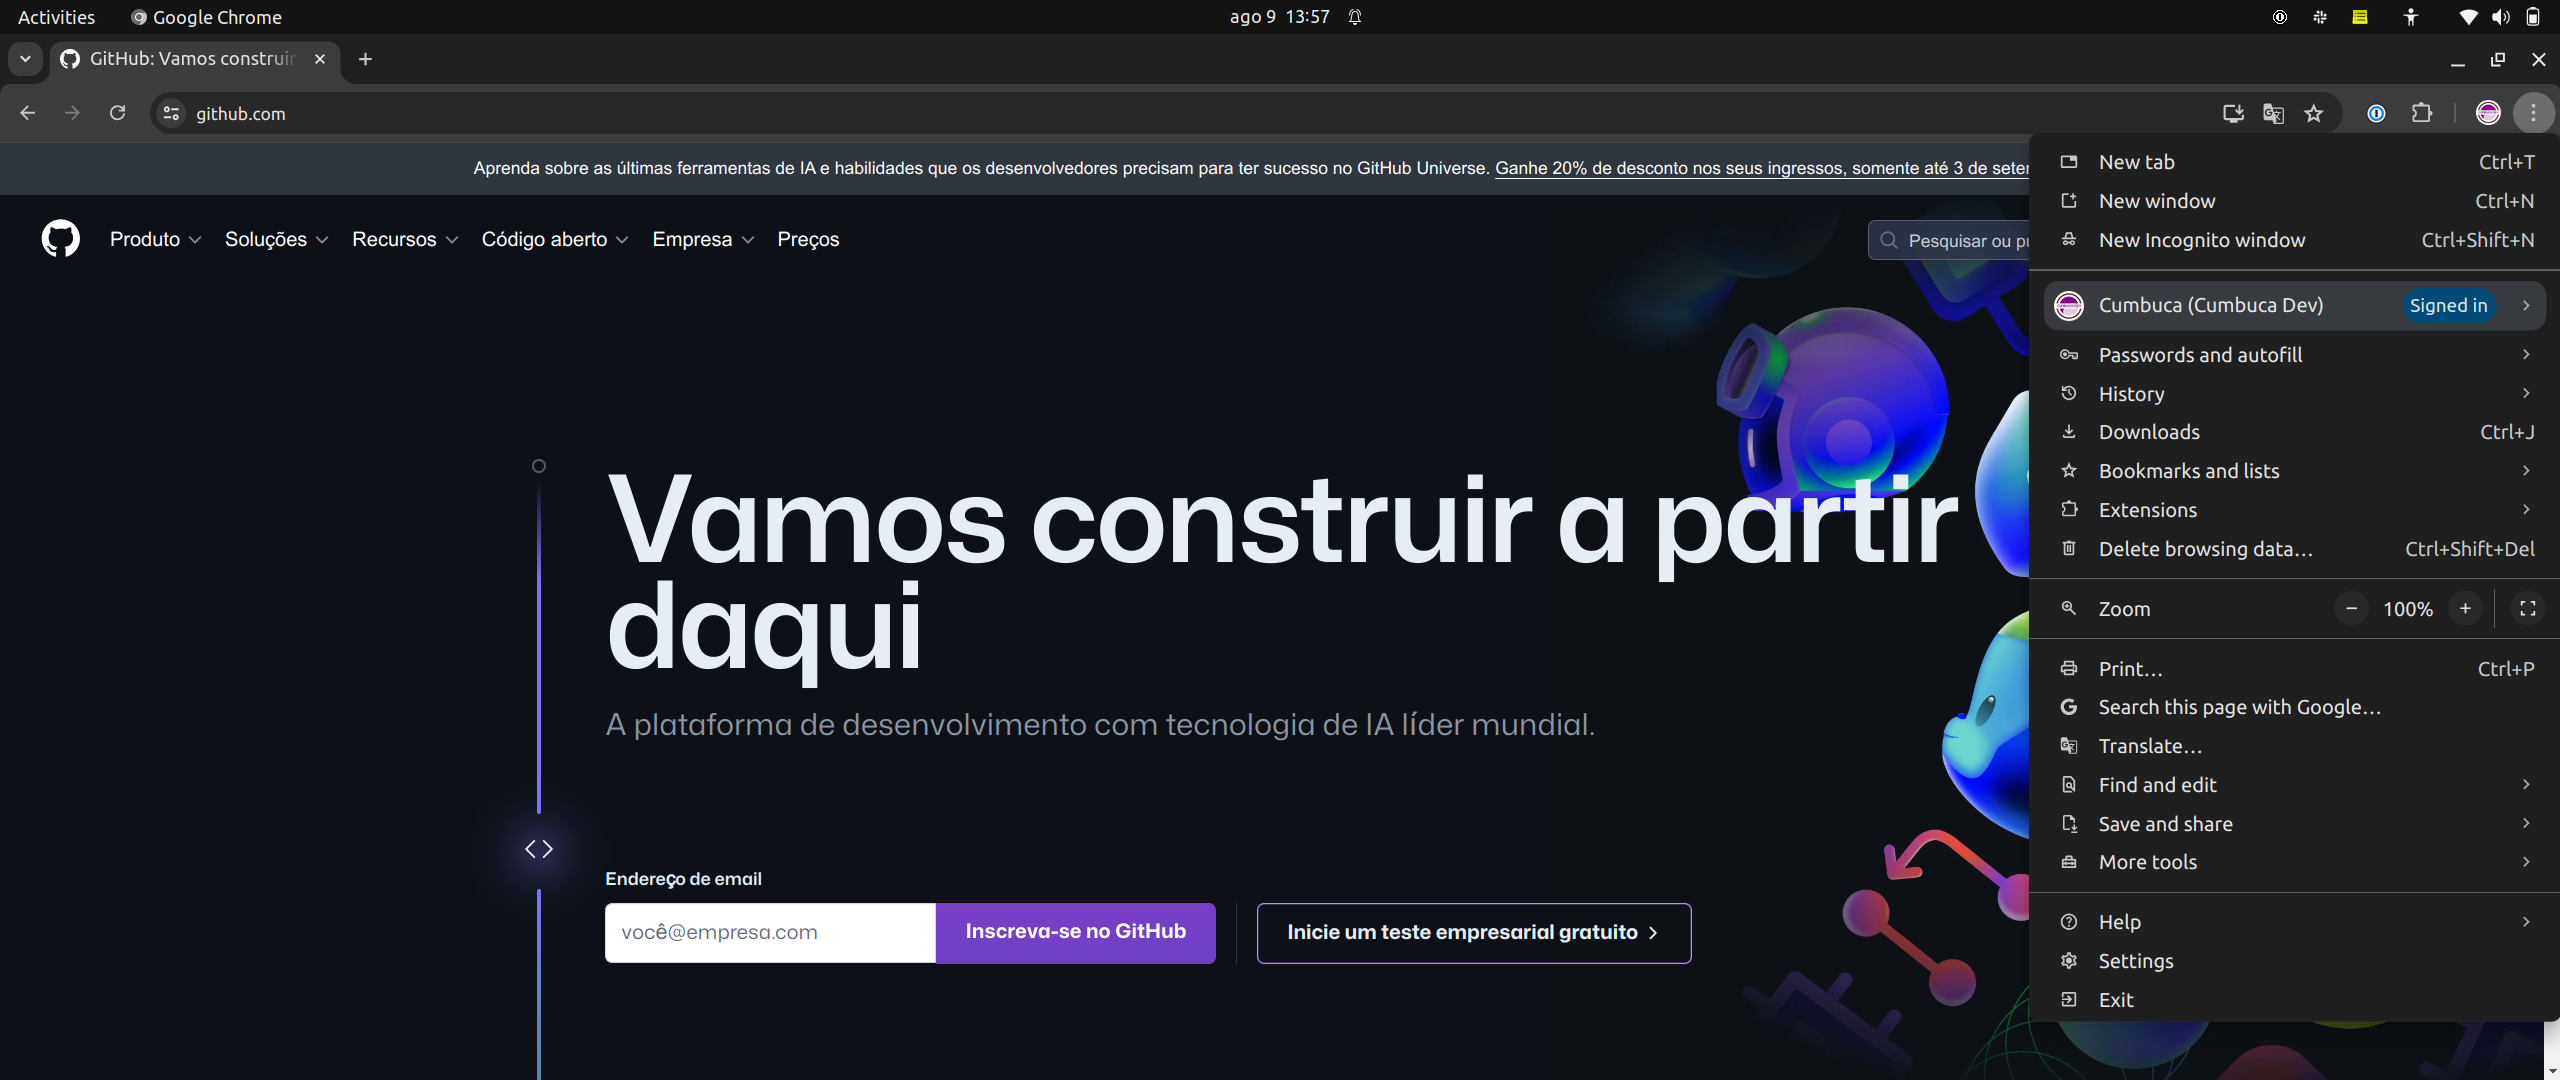 Activities
Google Chrome
ago 9 13:57
GitHub: Vamos construir
github.com
Aprenda sobre as últimas ferramentas de IA e habilidades que os desenvolvedores precisam para ter sucesso no GitHub Universe. Ganhe 20% de desconto nos seus ingressos, somente até 3 de
Produto
Soluções
Recursos
Código aberto
Empresa
Preços
Pesquisar ou
Vamos construir a partir
daqui
A plataforma de desenvolvimento com tecnologia de IA líder mundial.
Endereço de email
você@empresa.com
Inscreva-se no GitHub
Inicie um teste empresarial gratuito
New tab Ctrl+T
New window Ctrl+N
New Incognito window Ctrl+Shift+N
Cumbuca (Cumbuca Dev) Signed in
Passwords and autofill
History
Downloads Ctrl+J
Bookmarks and lists
Extensions
Delete browsing data... Ctrl+Shift+Del
Zoom − 100% +
Print... Ctrl+P
Search this page with Google...
Translate...
Find and edit
Save and share
More tools
Help
Settings
Exit